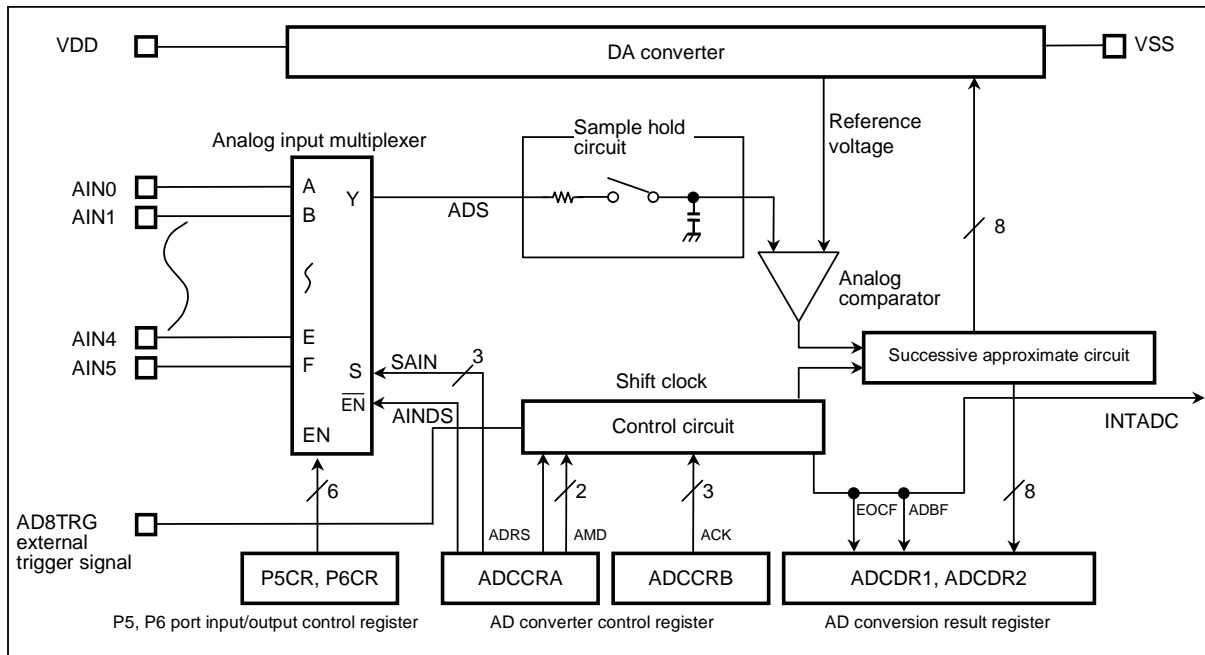 VDD
DA converter
VSS
Analog input multiplexer
Sample hold
circuit
Reference
voltage
AIN0
A
Y
ADS
AIN1
B
8
Analog
comparator
AIN4
E
AIN5
F
S
SAIN
3
Shift clock
Successive approximate circuit
EN
AINDS
Control circuit
INTADC
EN
6
2
3
EOCF
ADBF
8
AD8TRG
external
trigger signal
ADRS
AMD
ACK
P5CR, P6CR
ADCCRA
ADCCRB
ADCDR1, ADCDR2
P5, P6 port input/output control register
AD converter control register
AD conversion result register